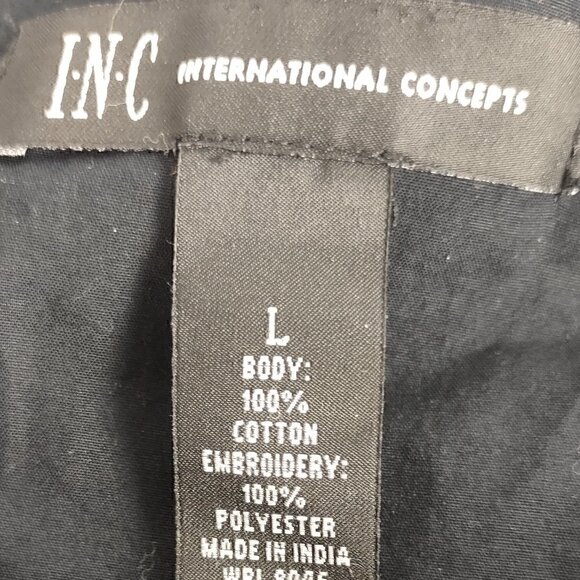 I·N·C INTERNATIONAL CONCEPTS
L
BODY:
100%
COTTON
EMBROIDERY:
100%
POLYESTER
MADE IN INDIA